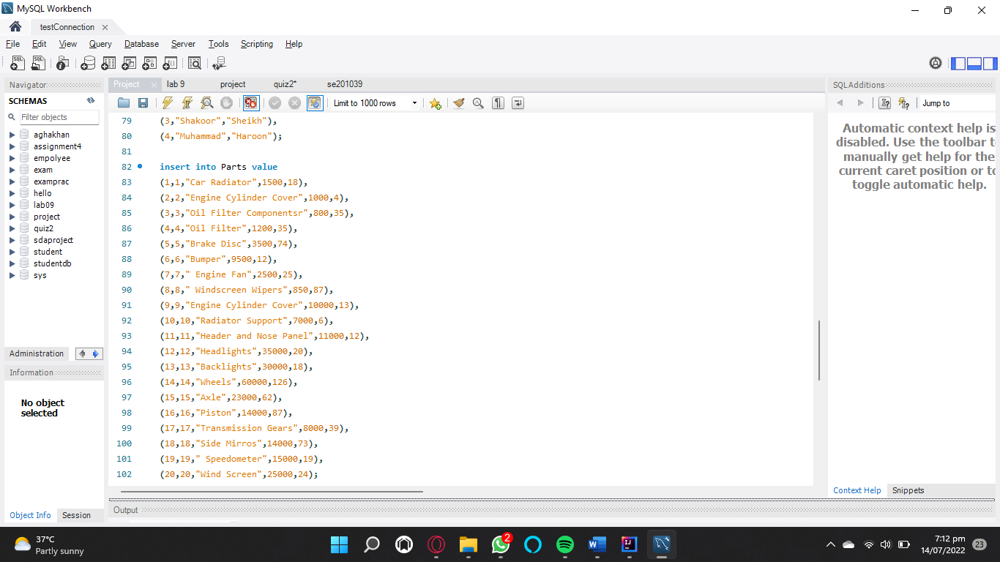 MySQL Workbench
testConnection
File Edit View Query Database Server Tools Scripting Help
Navigator
SCHEMAS
Filter objects
aghakhan
assignment4
empolyee
exam
examprac
hello
lab09
project
quiz2
sdaproject
student
studentdb
sys
Administration
Information
No object
selected
Object Info Session
Project lab 9 project quiz2* se201039
Limit to 1000 rows
79 (3,"Shakoor","Sheikh"),
80 (4,"Muhammad","Haroon");
81
82 insert into Parts value
83 (1,1,"Car Radiator",1500,18),
84 (2,2,"Engine Cylinder Cover",1000,4),
85 (3,3,"Oil Filter Componentsr",800,35),
86 (4,4,"Oil Filter",1200,35),
87 (5,5,"Brake Disc",3500,74),
88 (6,6,"Bumper",9500,12),
89 (7,7," Engine Fan",2500,25),
90 (8,8," Windscreen Wipers",850,87),
91 (9,9,"Engine Cylinder Cover",10000,13),
92 (10,10,"Radiator Support",7000,6),
93 (11,11,"Header and Nose Panel",11000,12),
94 (12,12,"Headlights",35000,20),
95 (13,13,"Backlights",30000,18),
96 (14,14,"Wheels",60000,126),
97 (15,15,"Axle",23000,62),
98 (16,16,"Piston",14000,87),
99 (17,17,"Transmission Gears",8000,39),
100 (18,18,"Side Mirros",14000,73),
101 (19,19," Speedometer",15000,19),
102 (20,20,"Wind Screen",25000,24);
Output
SQLAdditions
Jump to
Automatic context help is
disabled. Use the toolbar t
manually get help for the
current caret position or to
toggle automatic help.
Context Help Snippets
37°C
Partly sunny
2
7:12 pm
14/07/2022
23